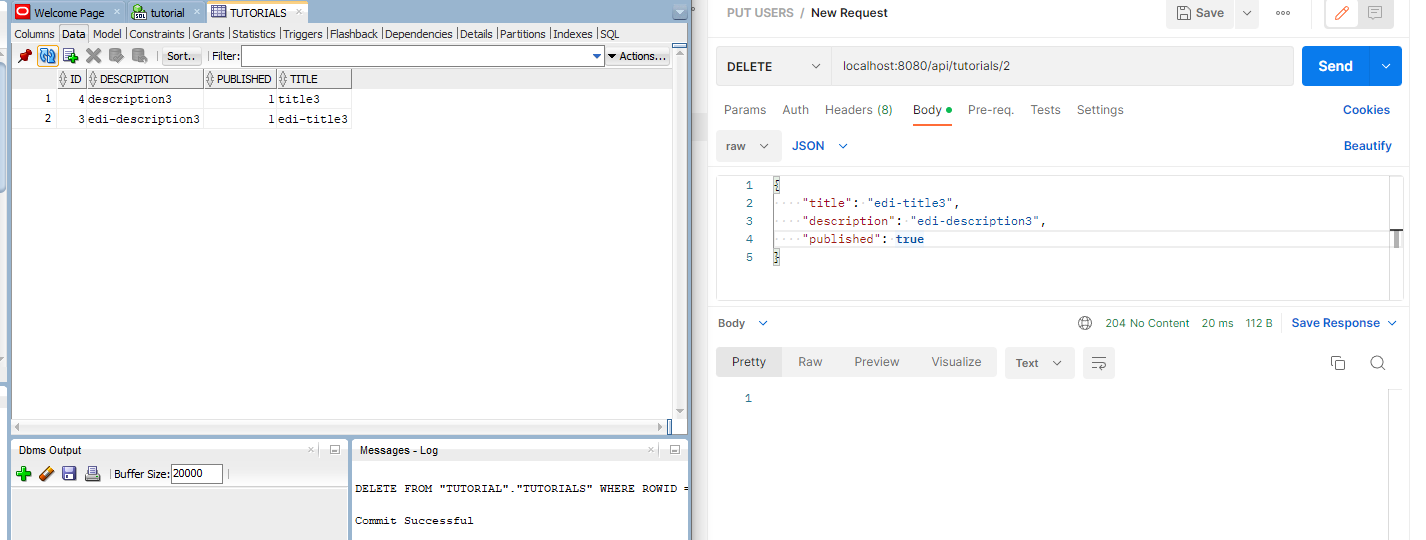 Welcome Page
tutorial
TUTORIALS
Columns Data Model Constraints Grants Statistics Triggers Flashback Dependencies Details Partitions Indexes SQL
Sort.. Filter: Actions...
ID DESCRIPTION PUBLISHED TITLE
1 4 description3 1 title3
2 3 edi-description3 1 edi-title3
Dbms Output
Buffer Size: 20000
Messages - Log
DELETE FROM "TUTORIAL"."TUTORIALS" WHERE ROWID =
Commit Successful
PUT USERS / New Request
Save
DELETE localhost:8080/api/tutorials/2 Send
Params Auth Headers (8) Body Pre-req. Tests Settings Cookies
raw JSON Beautify
1 {
2 "title": "edi-title3",
3 "description": "edi-description3",
4 "published": true
5 }
Body 204 No Content 20 ms 112 B Save Response
Pretty Raw Preview Visualize Text
1